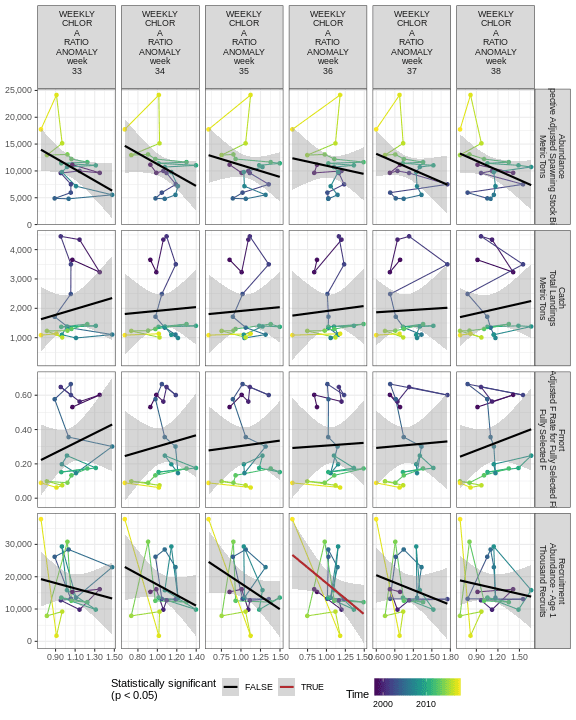 WEEKLY
CHLOR
A
RATIO
ANOMALY
week
33
WEEKLY
CHLOR
A
RATIO
ANOMALY
week
34
WEEKLY
CHLOR
A
RATIO
ANOMALY
week
35
WEEKLY
CHLOR
A
RATIO
ANOMALY
week
36
WEEKLY
CHLOR
A
RATIO
ANOMALY
week
37
WEEKLY
CHLOR
A
RATIO
ANOMALY
week
38
25,000
20,000
15,000
10,000
5,000
0
Abundance
pective Adjusted Spawning Stock Bi
Metric Tons
4,000
3,000
2,000
1,000
Catch
Total Landings
Metric Tons
0.60
0.40
0.20
0.00
Fmort
Adjusted F Rate for Fully Selected Fi
Fully Selected F
30,000
20,000
10,000
0
Recruitment
Abundance - Age 1
Thousand Recruits
0.90 1.10 1.30 1.50
0.80 1.00 1.20 1.40
0.75 1.00 1.25 1.50
0.75 1.00 1.25 1.50
0.60 0.90 1.20 1.50 1.80
0.90 1.20 1.50
Statistically significant
(p < 0.05)
FALSE
TRUE
Time
2000 2010